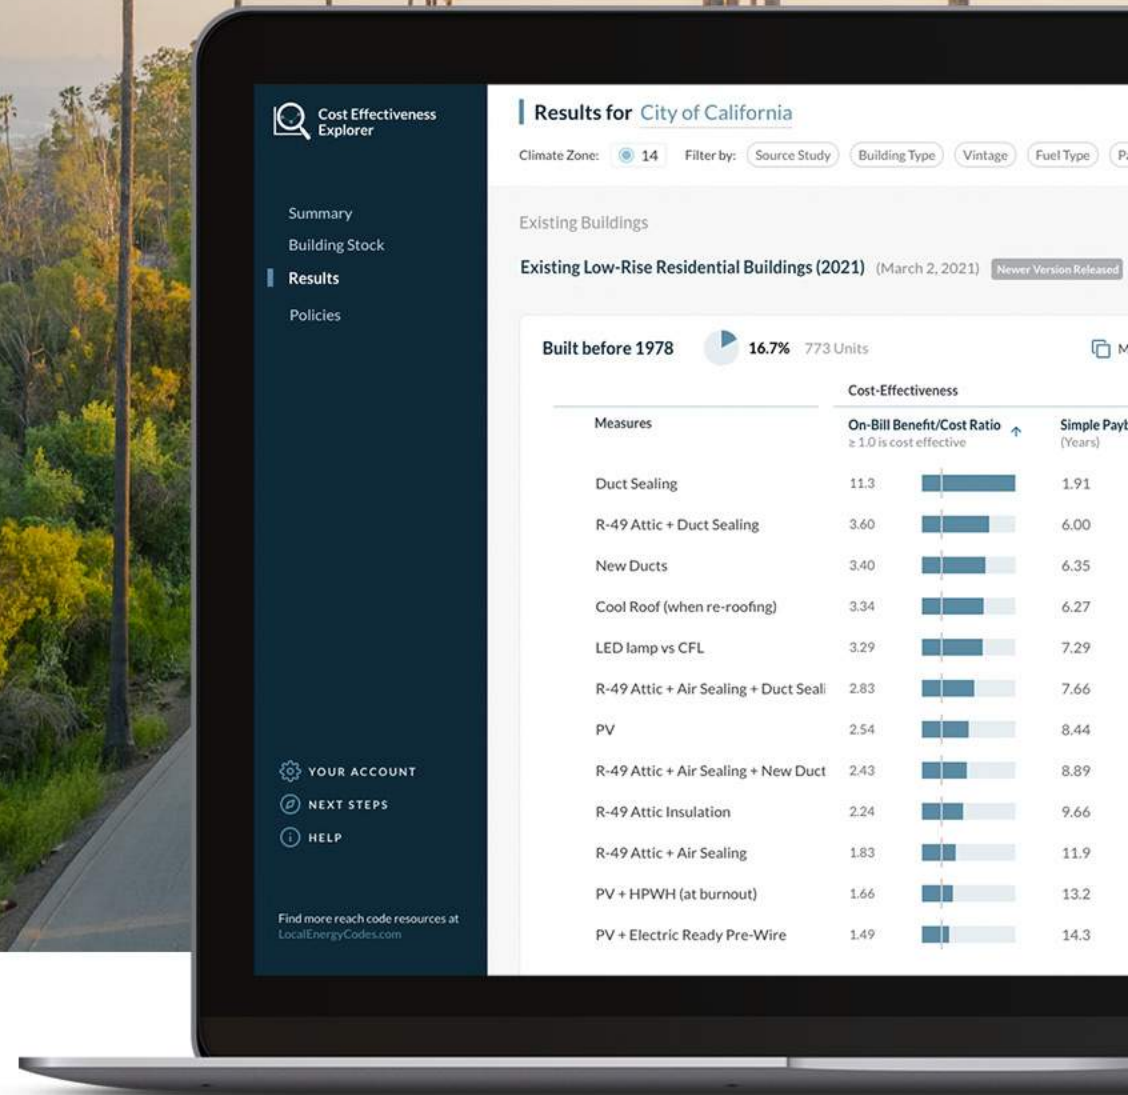 Cost Effectiveness
Explorer
Summary
Building Stock
Results
Policies
YOUR ACCOUNT
NEXT STEPS
HELP
Find more reach code resources at
LocalEnergyCodes.com
Results for City of California
Climate Zone: 14 Filter by: Source Study Building Type Vintage Fuel Type Pa
Existing Buildings
Existing Low-Rise Residential Buildings (2021) (March 2, 2021) Newer Version Released
Built before 1978 16.7% 773 Units M
Cost-Effectiveness
Measures On-Bill Benefit/Cost Ratio Simple Payb
≥ 1.0 is cost effective (Years)
Duct Sealing 11.3 1.91
R-49 Attic + Duct Sealing 3.60 6.00
New Ducts 3.40 6.35
Cool Roof (when re-roofing) 3.34 6.27
LED lamp vs CFL 3.29 7.29
R-49 Attic + Air Sealing + Duct Seali 2.83 7.66
PV 2.54 8.44
R-49 Attic + Air Sealing + New Duct 2.43 8.89
R-49 Attic Insulation 2.24 9.66
R-49 Attic + Air Sealing 1.83 11.9
PV + HPWH (at burnout) 1.66 13.2
PV + Electric Ready Pre-Wire 1.49 14.3